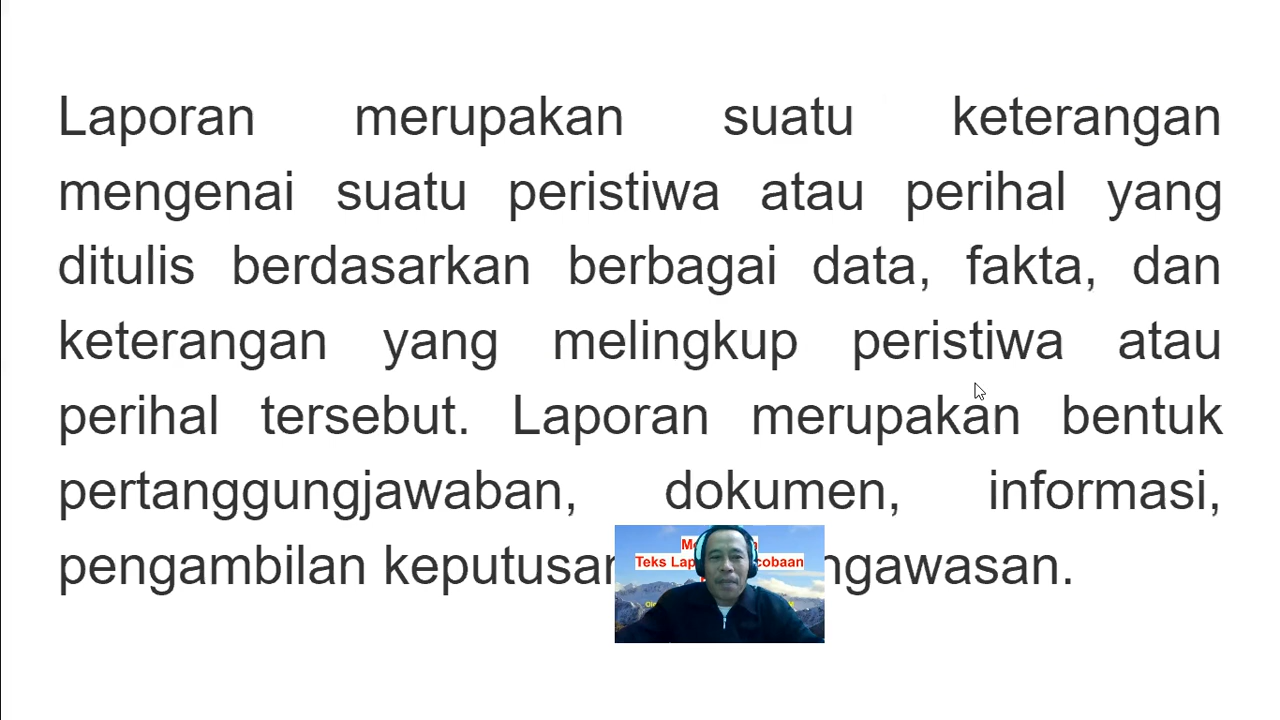 Laporan merupakan suatu keterangan
mengenai suatu peristiwa atau perihal yang
ditulis berdasarkan berbagai data, fakta, dan
keterangan yang melingkup peristiwa atau
perihal tersebut. Laporan merupakan bentuk
pertanggungjawaban, dokumen, informasi,
pengambilan keputusan ngawasan.
Teks Lap cobaan